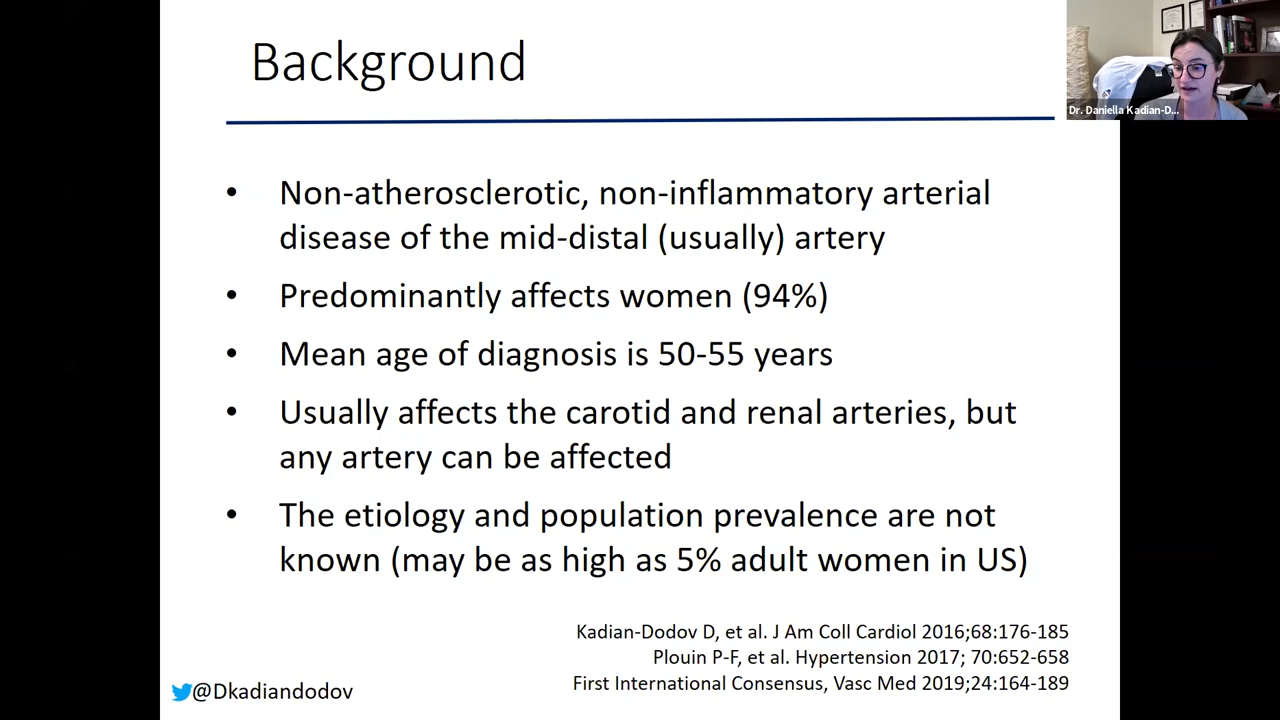 Background
Dr. Daniella Kadian-D...
• Non-atherosclerotic, non-inflammatory arterial
disease of the mid-distal (usually) artery
• Predominantly affects women (94%)
• Mean age of diagnosis is 50-55 years
• Usually affects the carotid and renal arteries, but
any artery can be affected
• The etiology and population prevalence are not
known (may be as high as 5% adult women in US)
Kadian-Dodov D, et al. J Am Coll Cardiol 2016;68:176-185
Plouin P-F, et al. Hypertension 2017; 70:652-658
First International Consensus, Vasc Med 2019;24:164-189
@Dkadiandodov